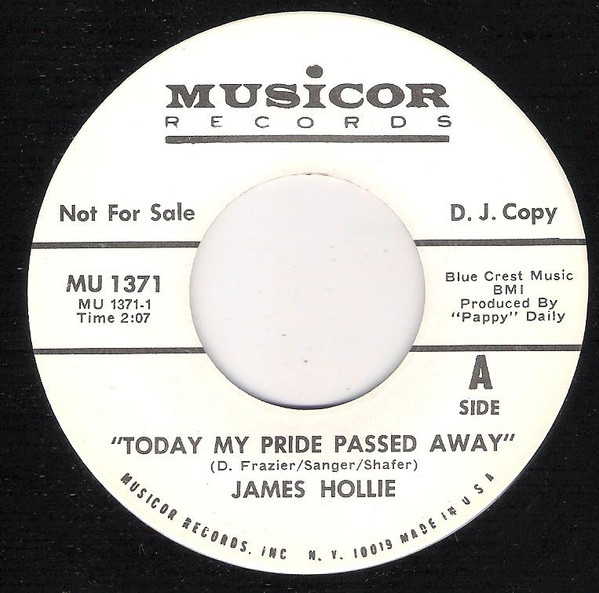 MUSiCOR
RECORDS
Not For Sale
D. J. Copy
MU 1371
MU 1371-1
Time 2:07
Blue Crest Music
BMI
Produced By
"Pappy" Daily
A
SIDE
"TODAY MY PRIDE PASSED AWAY"
(D. Frazier/Sanger/Shafer)
JAMES HOLLIE
MUSICOR RECORDS, INC N. Y. 10019 MADE IN U S A